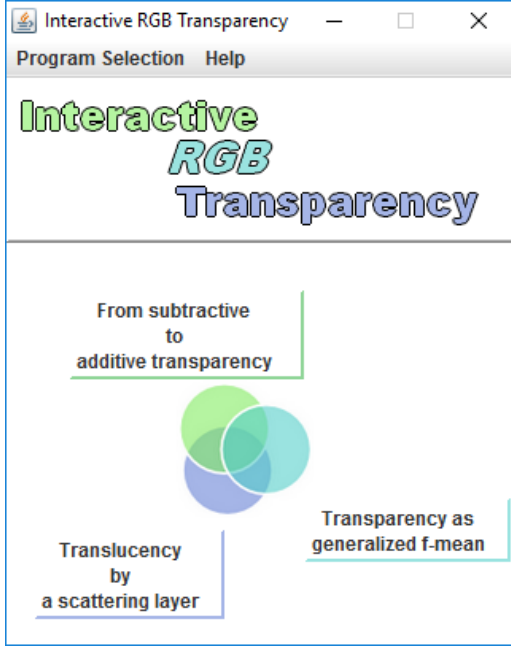 Interactive RGB Transparency
Program Selection Help
Interactive
RGB
Transparency
From subtractive
to
additive transparency
Transparency as
generalized f-mean
Translucency
by
a scattering layer